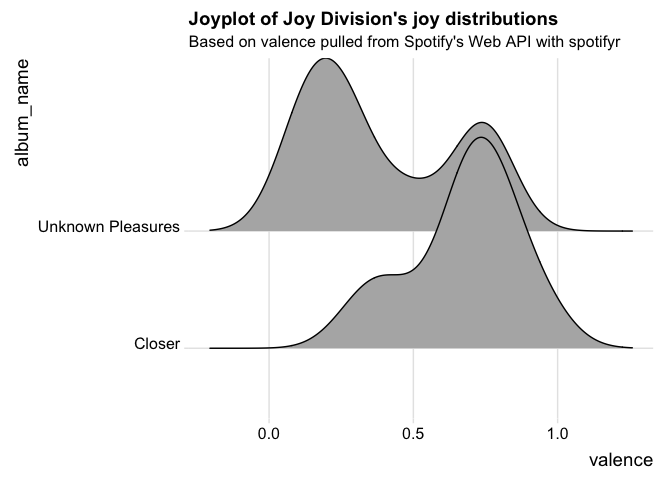 Joyplot of Joy Division's joy distributions
Based on valence pulled from Spotify's Web API with spotifyr
album_name
Unknown Pleasures
Closer
0.0 0.5 1.0
valence